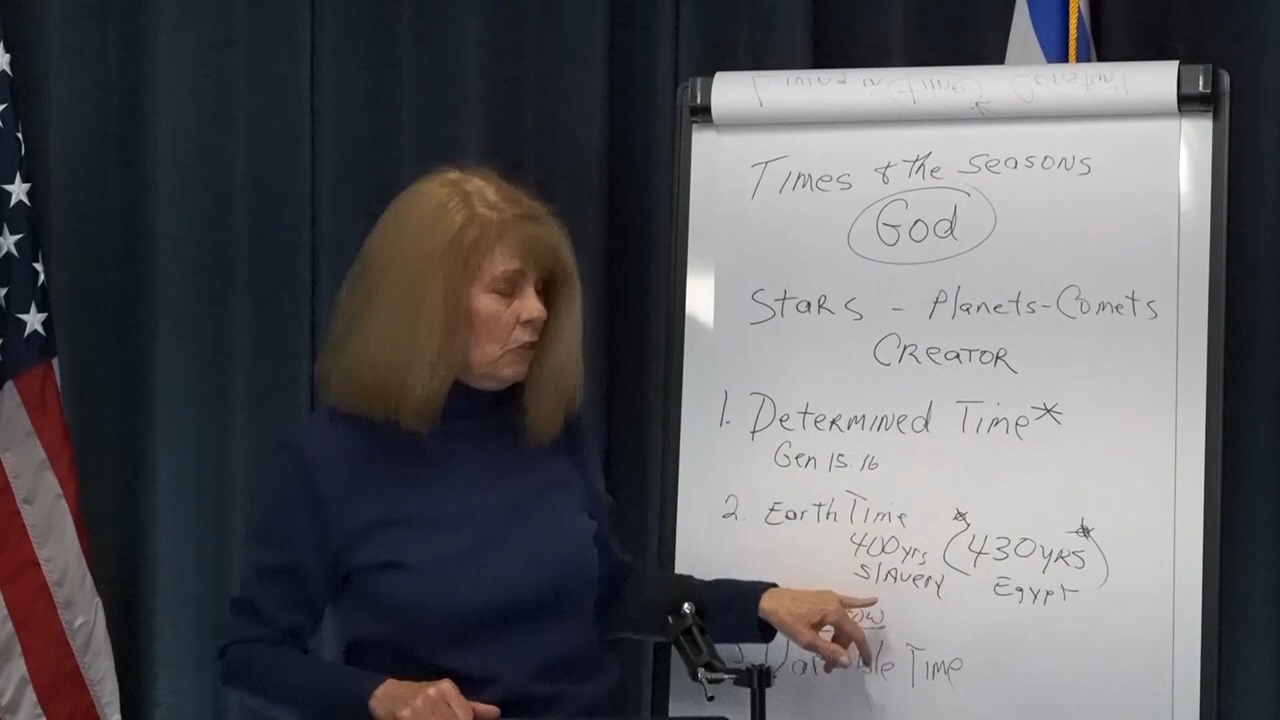 Times & the Seasons
God
Stars - Planets-Comets
Creator
1. Determined Time*
Gen 15:16
2. Earth Time
400yrs (430yrs)
Slavery Egypt
Time